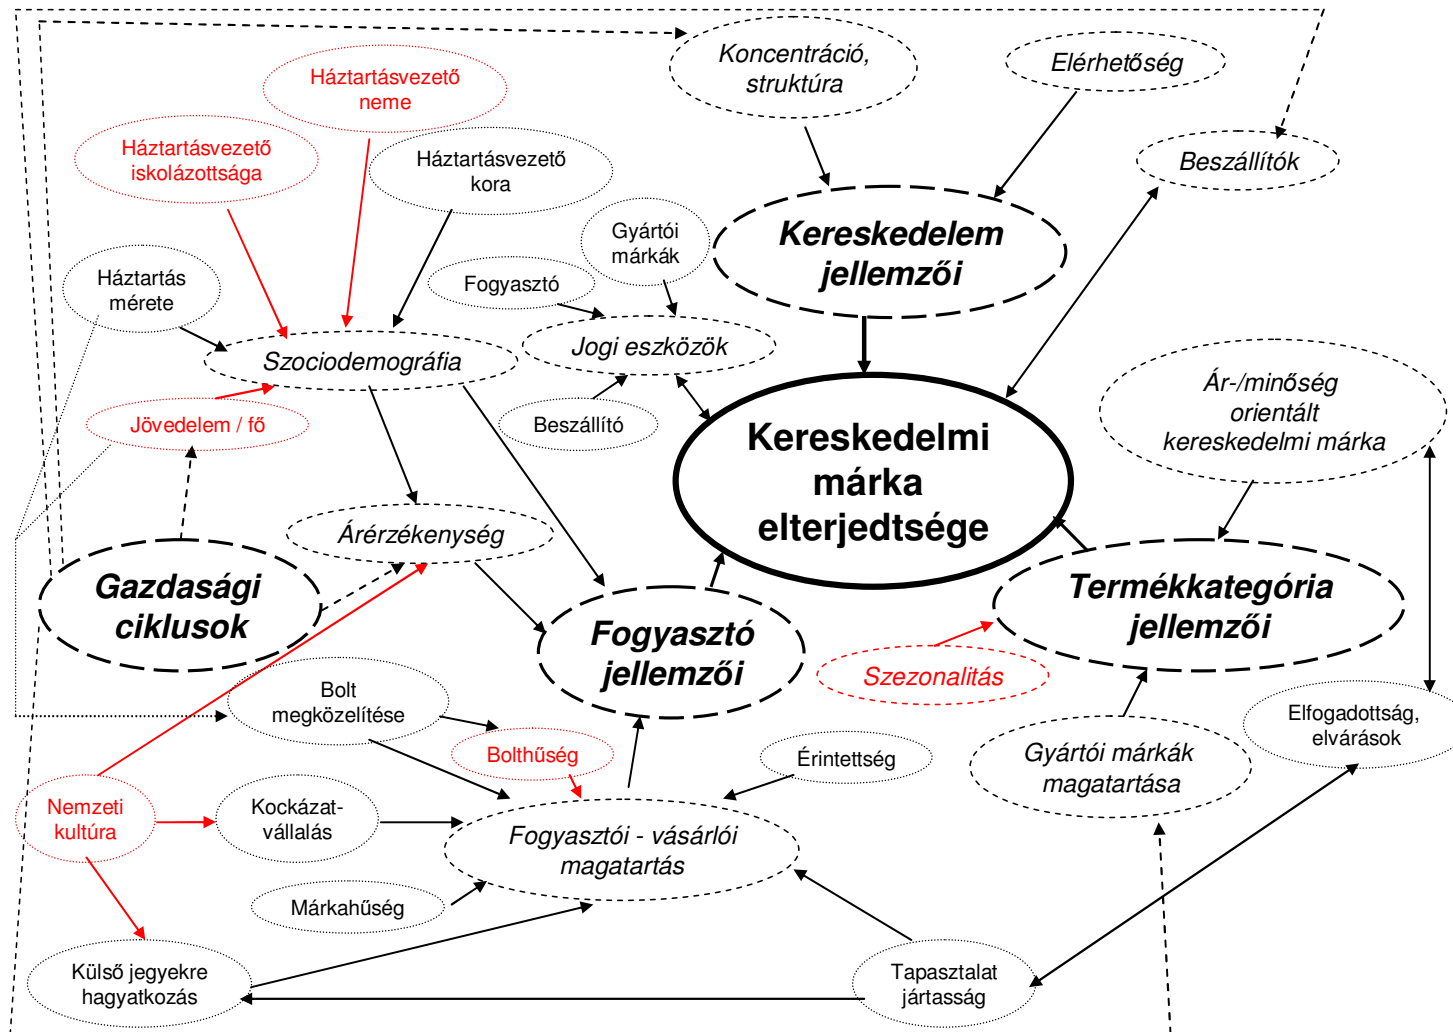 Koncentráció,
struktúra
Elérhetőség
Háztartásvezető
neme
Háztartásvezető
iskolázottsága
Háztartásvezető
kora
Beszállítók
Gyártói
márkák
Kereskedelem
jellemzői
Háztartás
mérete
Fogyasztó
Szociodemográfia
Jogi eszközök
Ár-/minőség
orientált
kereskedelmi márka
Jövedelem / fő
Beszállító
Kereskedelmi
márka
elterjedtsége
Árérzékenység
Gazdasági
ciklusok
Termékkategória
jellemzői
Fogyasztó
jellemzői
Szezonalitás
Bolt
megközelítése
Elfogadottság,
elvárások
Bolthűség
Érintettség
Gyártói márkák
magatartása
Nemzeti
kultúra
Kockázat-
vállalás
Fogyasztói - vásárlói
magatartás
Márkahűség
Külső jegyekre
hagyatkozás
Tapasztalat
jártasság